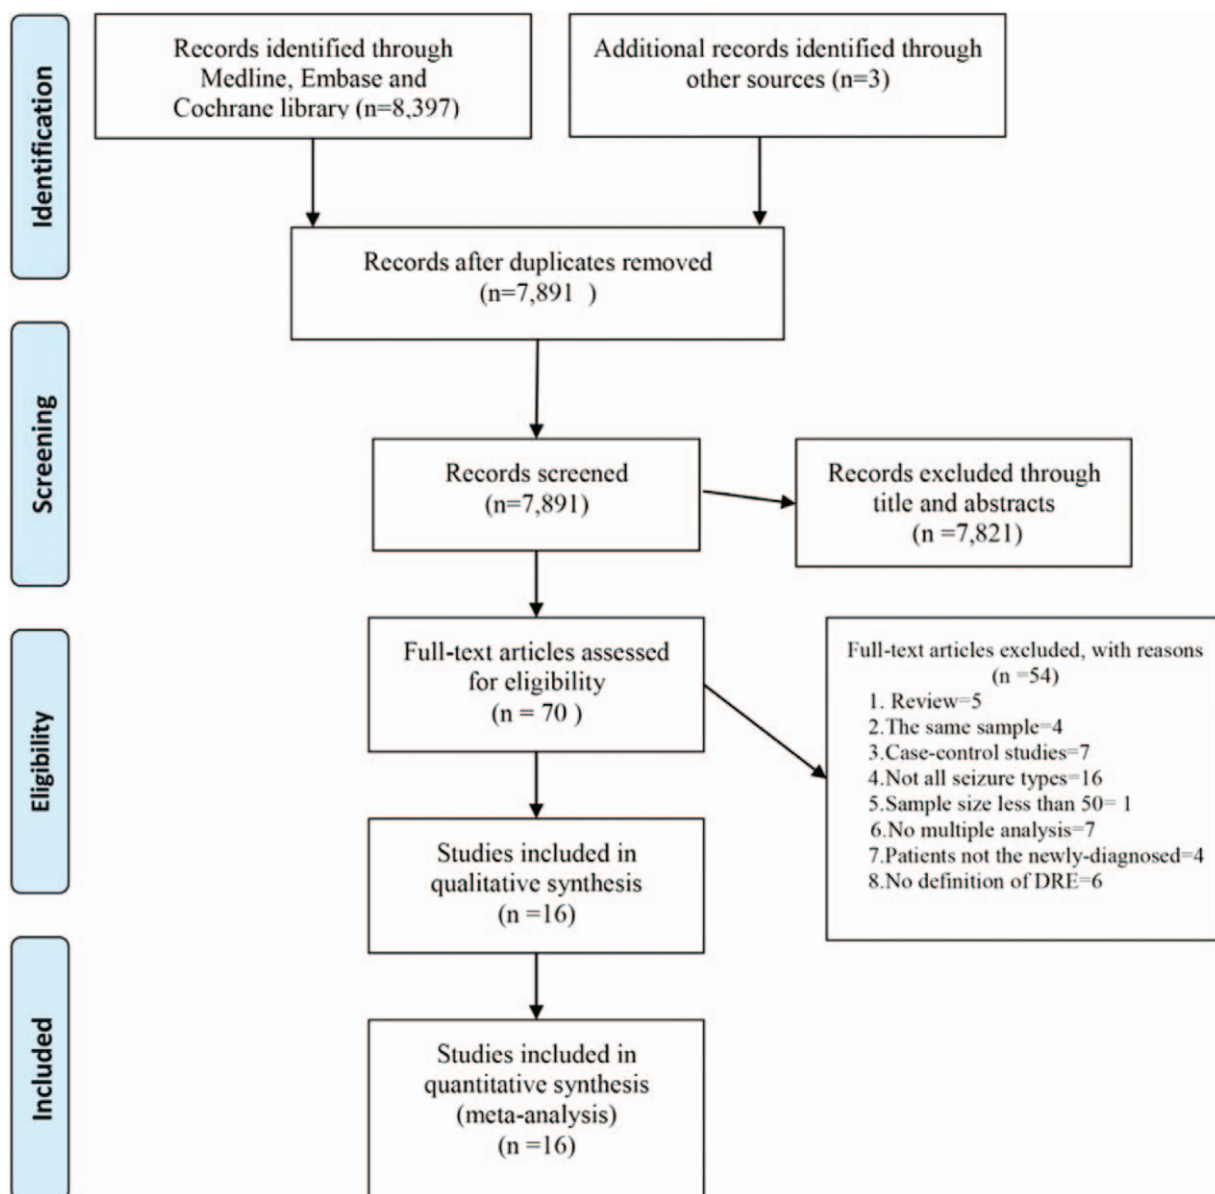 Identification
Records identified through
Medline, Embase and
Cochrane library (n=8,397)
Additional records identified through
other sources (n=3)
Records after duplicates removed
(n=7,891 )
Screening
Records screened
(n=7,891)
Records excluded through
title and abstracts
(n =7,821)
Eligibility
Full-text articles assessed
for eligibility
(n = 70 )
Full-text articles excluded, with reasons
(n =54)
1. Review=5
2.The same sample=4
3.Case-control studies=7
4.Not all seizure types=16
5.Sample size less than 50= 1
6.No multiple analysis=7
7.Patients not the newly-diagnosed=4
8.No definition of DRE=6
Studies included in
qualitative synthesis
(n =16)
Included
Studies included in
quantitative synthesis
(meta-analysis)
(n =16)